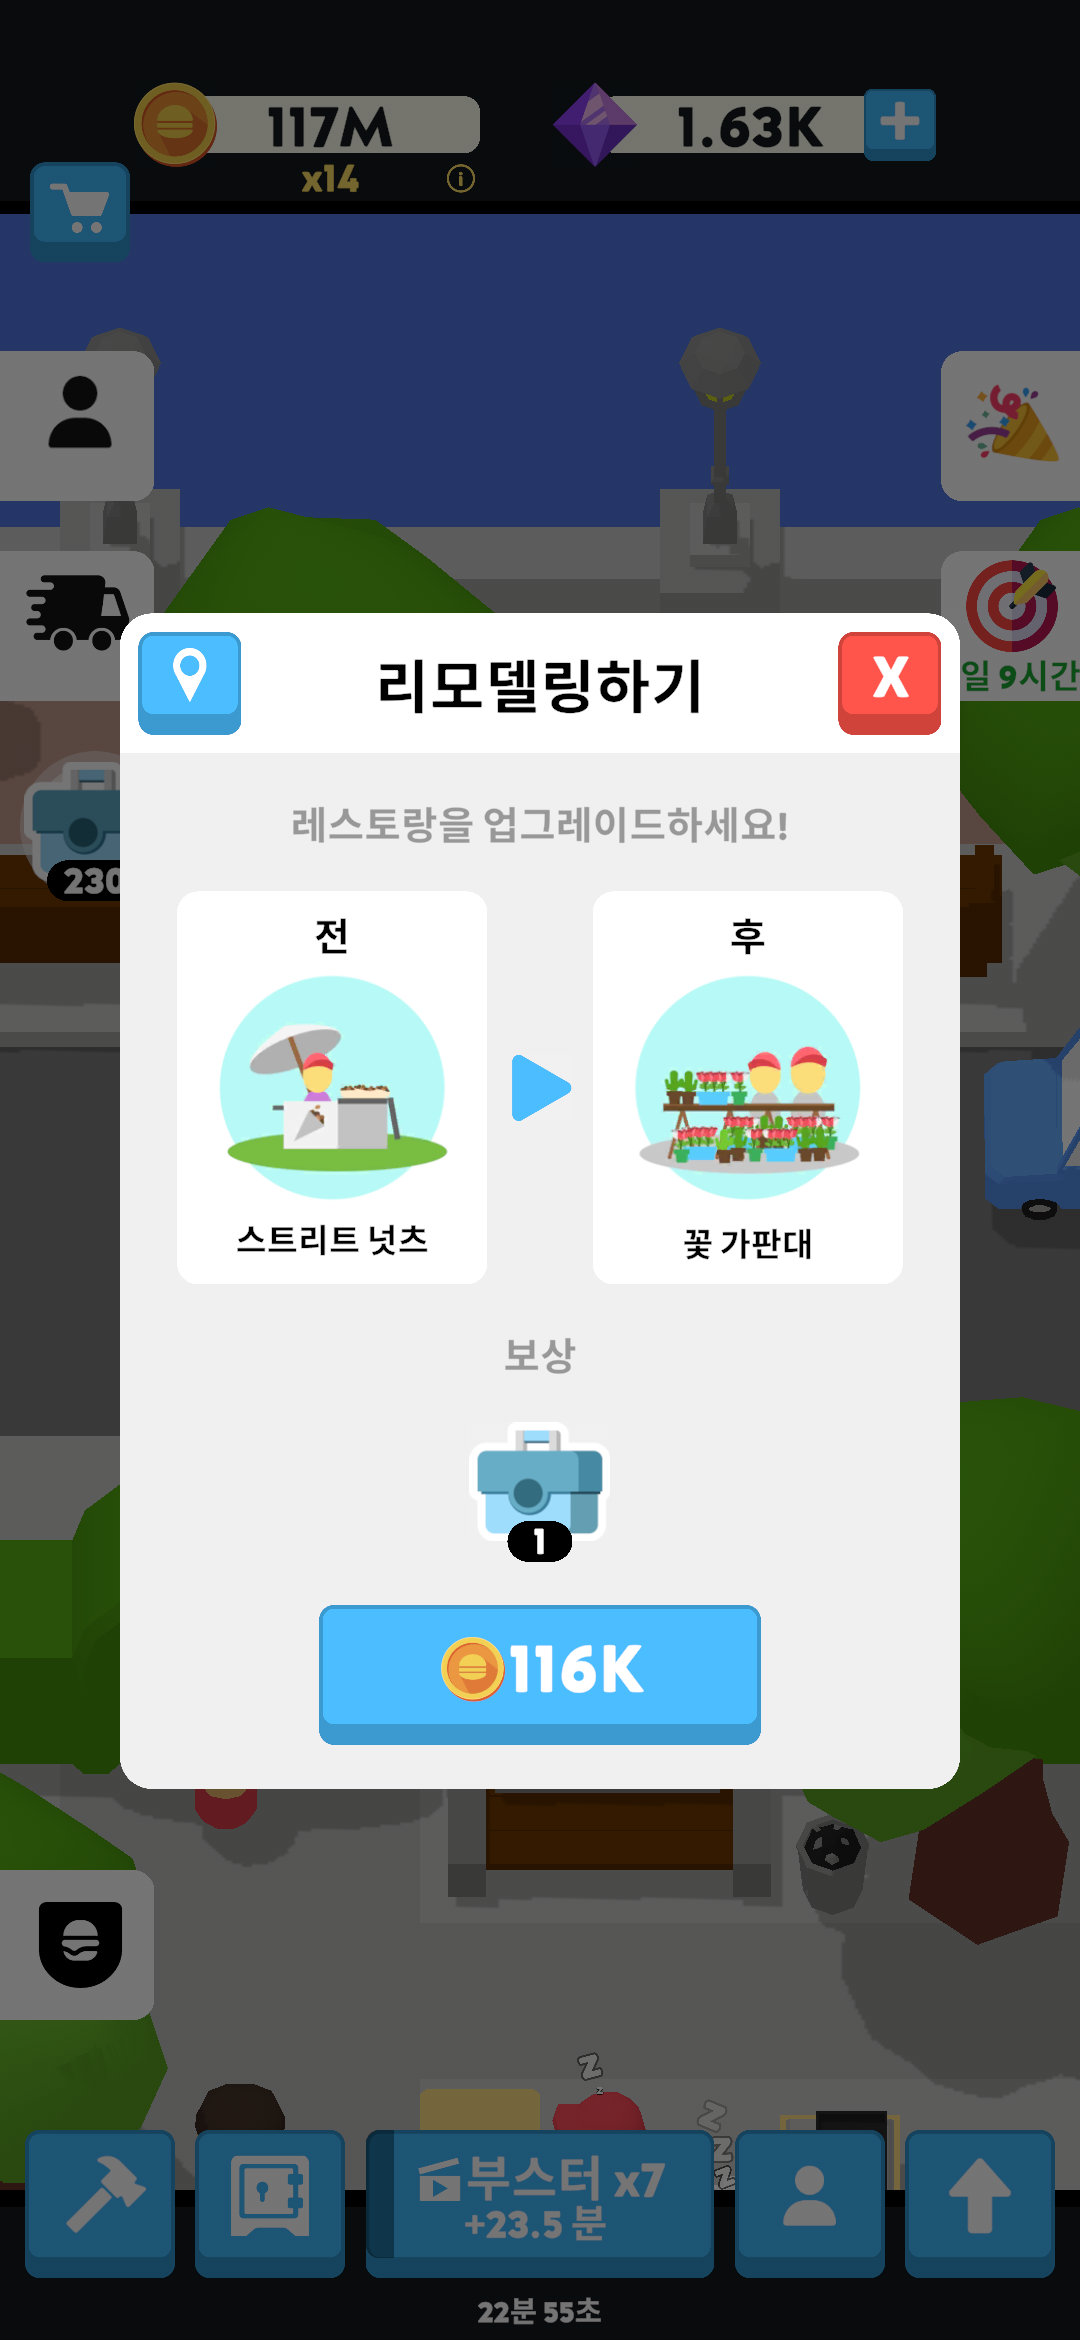 117M
1.63K
x14
리모델링하기
X
일 9시간
레스토랑을 업그레이드하세요!
230
전
후
스트리트 넛츠
꽃 가판대
보상
1
116K
부스터 x7
+23.5 분
22분 55초